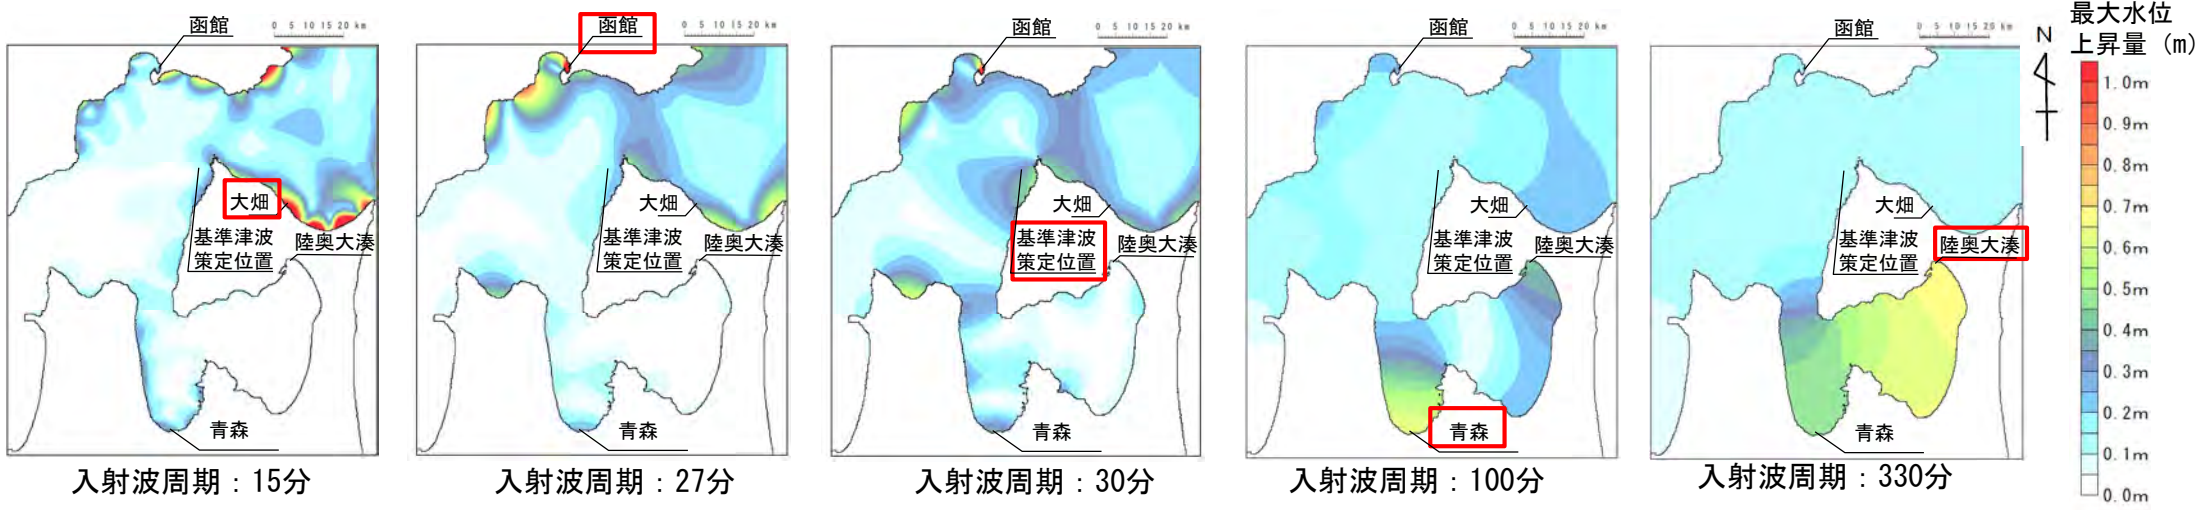 函館
0 5 10 15 20 km
大畑
基準津波
策定位置
陸奥大湊
青森
入射波周期：15分
函館
0 5 10 15 20 km
大畑
基準津波
策定位置
陸奥大湊
青森
入射波周期：27分
函館
0 5 10 15 20 km
大畑
基準津波
策定位置
陸奥大湊
青森
入射波周期：30分
函館
0 5 10 15 20 km
大畑
基準津波
策定位置
陸奥大湊
青森
入射波周期：100分
函館
0 5 10 15 20 km
大畑
基準津波
策定位置
陸奥大湊
青森
入射波周期：330分
N
最大水位
上昇量（m）
1.0m
0.9m
0.8m
0.7m
0.6m
0.5m
0.4m
0.3m
0.2m
0.1m
0.0m